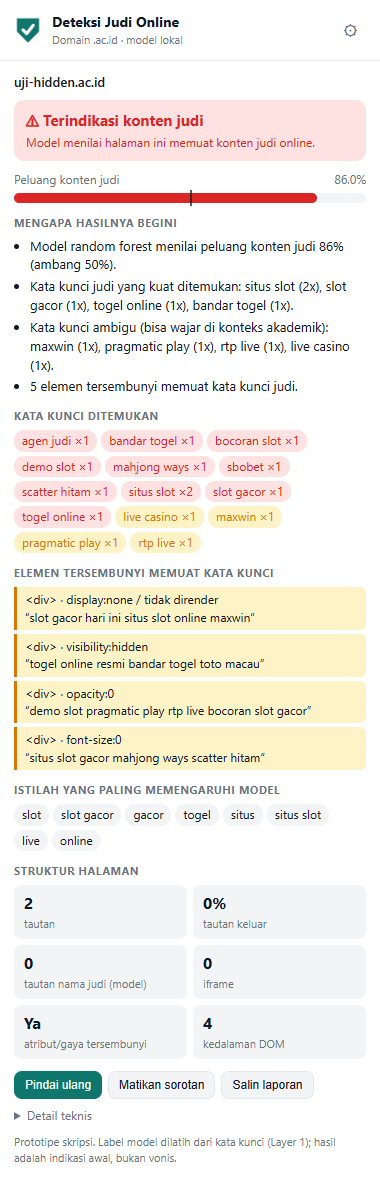 Deteksi Judi Online
Domain .ac.id · model lokal
uji-hidden.ac.id
⚠ Terindikasi konten judi
Model menilai halaman ini memuat konten judi online.
Peluang konten judi 86.0%
MENGAPA HASILNYA BEGINI
• Model random forest menilai peluang konten judi 86%
(ambang 50%).
• Kata kunci judi yang kuat ditemukan: situs slot (2x), slot
gacor (1x), togel online (1x), bandar togel (1x).
• Kata kunci ambigu (bisa wajar di konteks akademik):
maxwin (1x), pragmatic play (1x), rtp live (1x), live casino
(1x).
• 5 elemen tersembunyi memuat kata kunci judi.
KATA KUNCI DITEMUKAN
agen judi ×1 bandar togel ×1 bocoran slot ×1
demo slot ×1 mahjong ways ×1 sbobet ×1
scatter hitam ×1 situs slot ×2 slot gacor ×1
togel online ×1 live casino ×1 maxwin ×1
pragmatic play ×1 rtp live ×1
ELEMEN TERSEMBUNYI MEMUAT KATA KUNCI
<div> · display:none / tidak dirender
“slot gacor hari ini situs slot online maxwin”
<div> · visibility:hidden
“togel online resmi bandar togel toto macau”
<div> · opacity:0
“demo slot pragmatic play rtp live bocoran slot gacor”
<div> · font-size:0
“situs slot gacor mahjong ways scatter hitam”
ISTILAH YANG PALING MEMENGARUHI MODEL
slot slot gacor gacor togel situs situs slot
live online
STRUKTUR HALAMAN
2 0%
tautan tautan keluar
0 0
tautan nama judi (model) iframe
Ya 4
atribut/gaya tersembunyi kedalaman DOM
Pindai ulang Matikan sorotan Salin laporan
▶ Detail teknis
Prototipe skripsi. Label model dilatih dari kata kunci (Layer 1); hasil
adalah indikasi awal, bukan vonis.